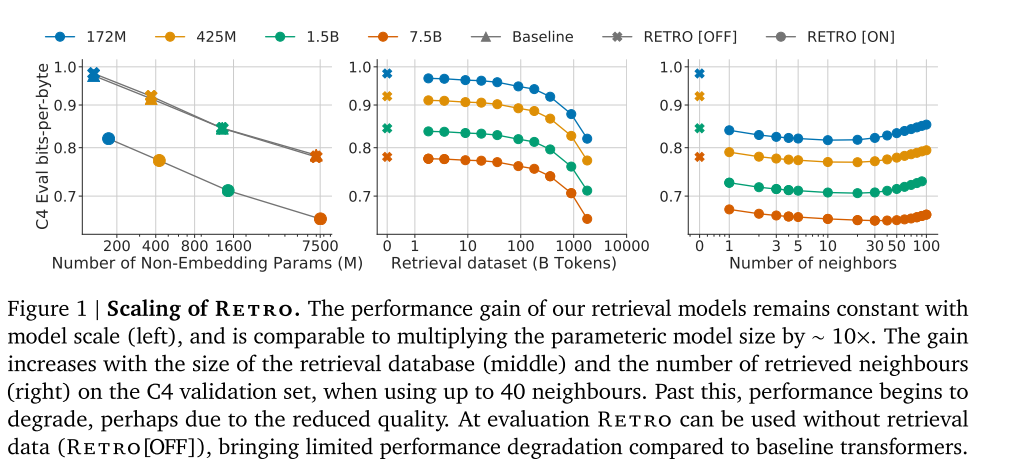 172M 425M 1.5B 7.5B Baseline RETRO [OFF] RETRO [ON]
C4 Eval bits-per-byte
1.0
0.9
0.8
0.7
200 400 800 1600 7500
Number of Non-Embedding Params (M)
1.0
0.9
0.8
0.7
0 1 10 100 1000 10000
Retrieval dataset (B Tokens)
1.0
0.9
0.8
0.7
0 1 3 5 10 30 50 100
Number of neighbors
Figure 1 | Scaling of RETRO. The performance gain of our retrieval models remains constant with
model scale (left), and is comparable to multiplying the parameteric model size by ~ 10×. The gain
increases with the size of the retrieval database (middle) and the number of retrieved neighbours
(right) on the C4 validation set, when using up to 40 neighbours. Past this, performance begins to
degrade, perhaps due to the reduced quality. At evaluation RETRO can be used without retrieval
data (RETRO[OFF]), bringing limited performance degradation compared to baseline transformers.